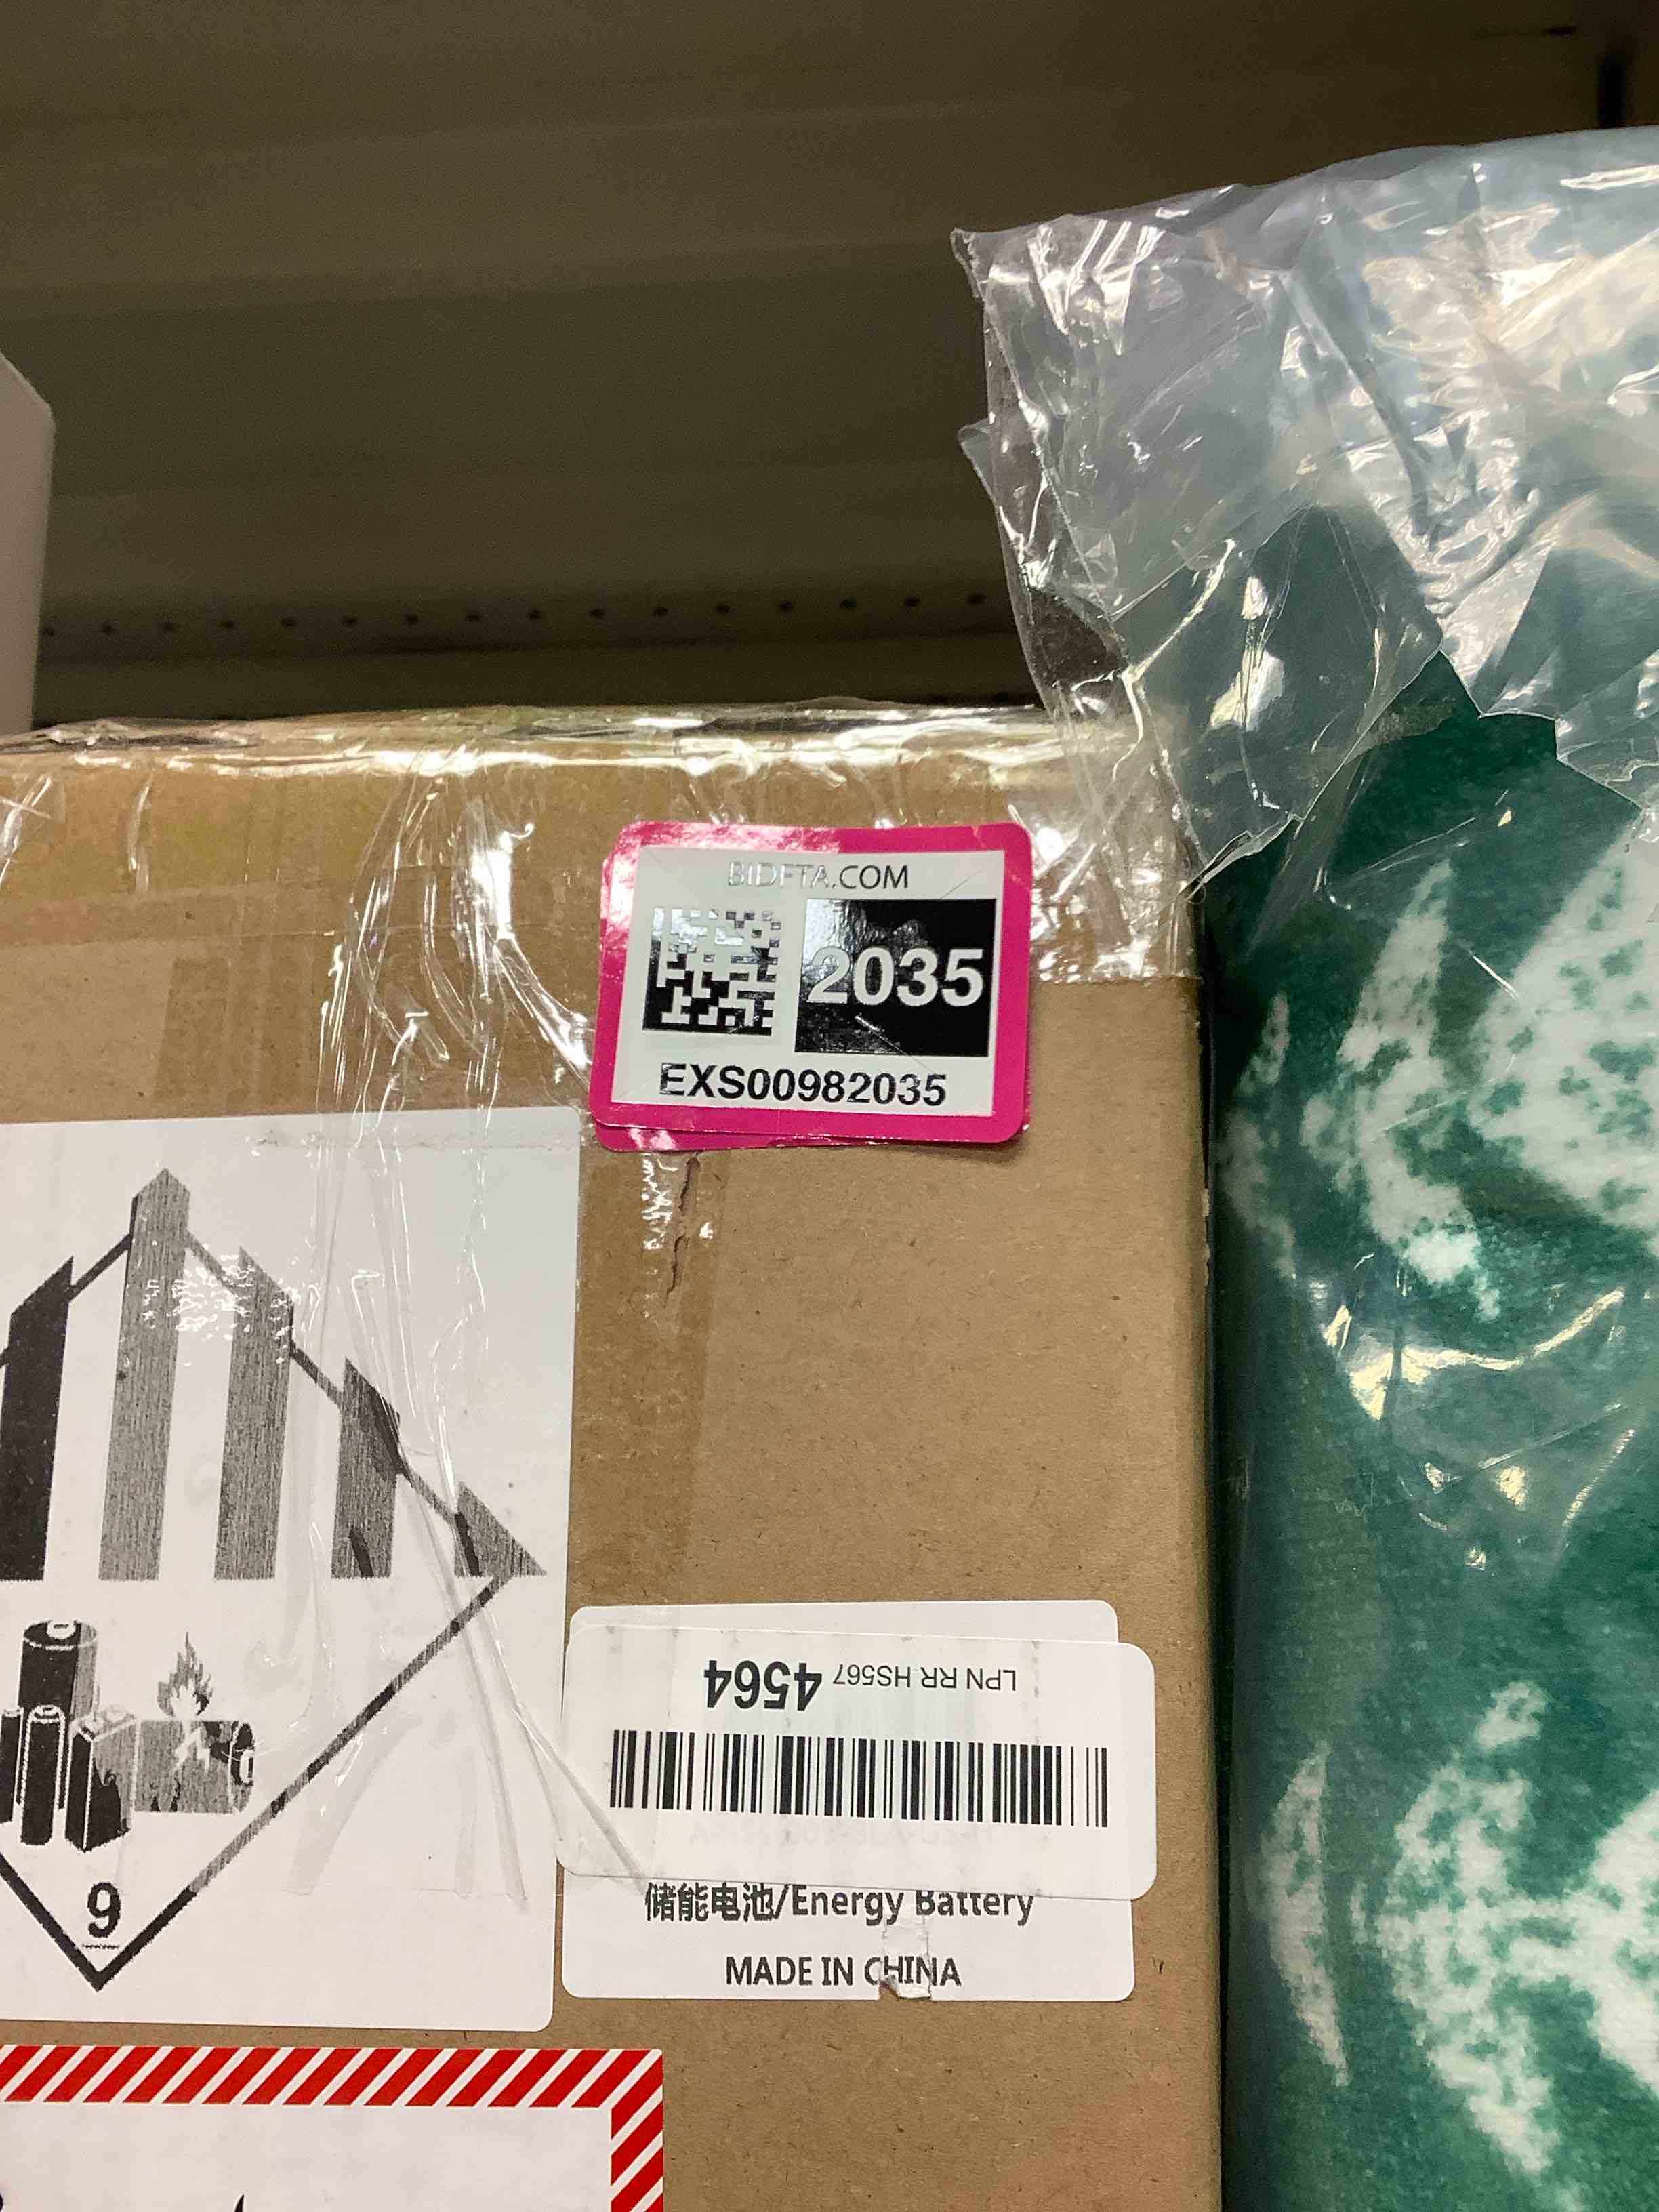 BIDFTA.COM
2035
EXS00982035
LPN RR HS567 4564
储能电池/Energy Battery
MADE IN CHINA
9